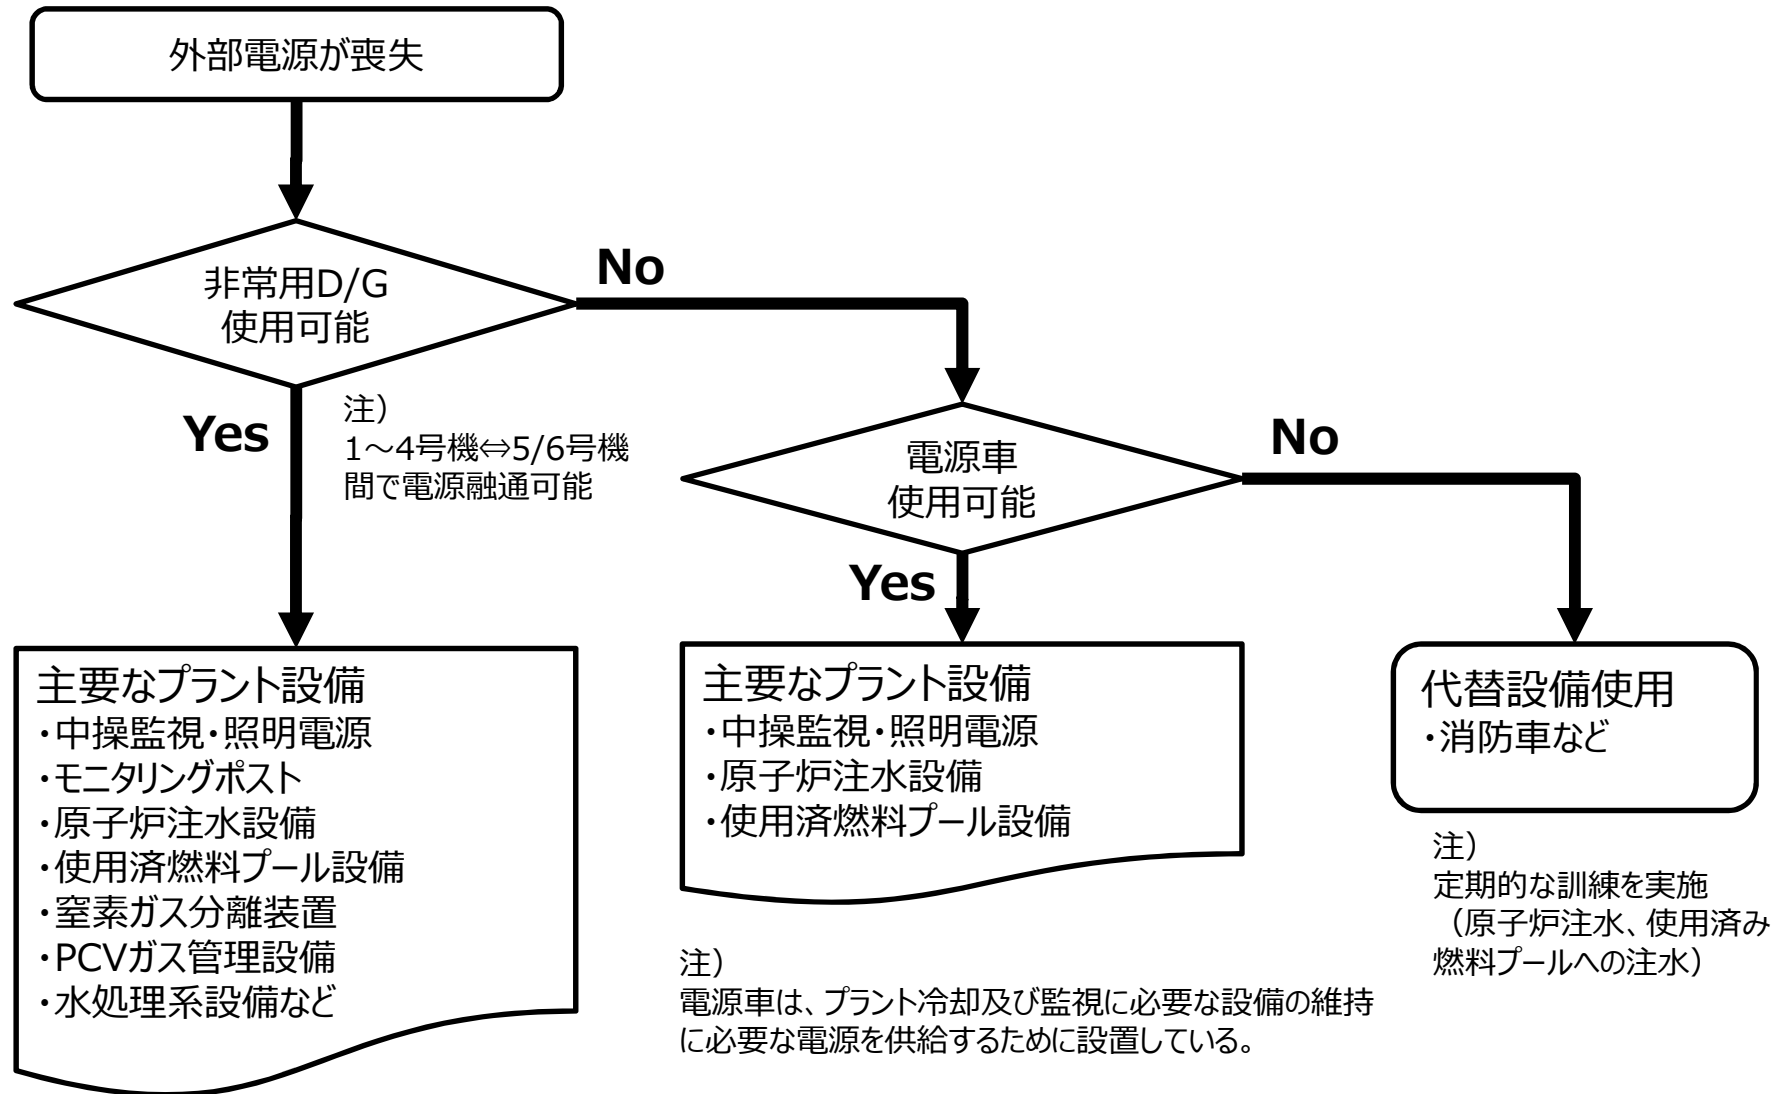 外部電源が喪失
非常用D/G
使用可能
No
Yes
注）
1～4号機⇔5/6号機
間で電源融通可能
電源車
使用可能
No
Yes
主要なプラント設備
・中操監視・照明電源
・モニタリングポスト
・原子炉注水設備
・使用済燃料プール設備
・窒素ガス分離装置
・PCVガス管理設備
・水処理系設備など
主要なプラント設備
・中操監視・照明電源
・原子炉注水設備
・使用済燃料プール設備
注）
電源車は、プラント冷却及び監視に必要な設備の維持
に必要な電源を供給するために設置している。
代替設備使用
・消防車など
注）
定期的な訓練を実施
（原子炉注水、使用済み
燃料プールへの注水）